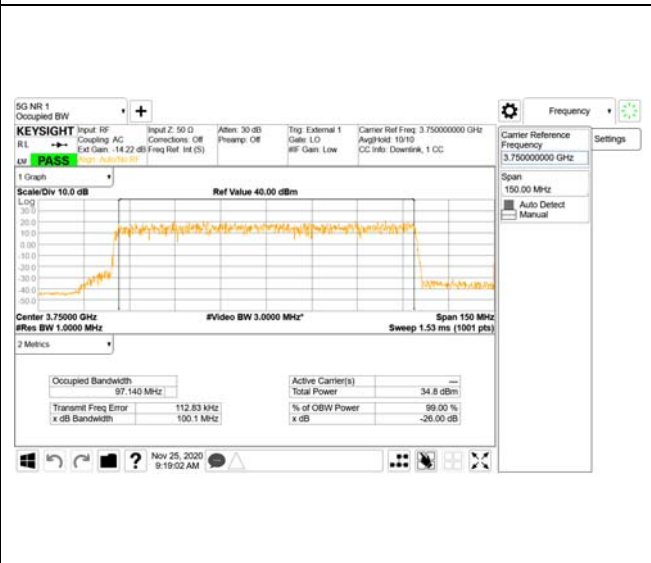 5G NR 1
Occupied BW
Frequency
KEYSIGHT
Input: RF
Input Z: 50 Ω
Atten: 30 dB
Trig: External 1
Carrier Ref Freq: 3.750000000 GHz
RL
Coupling: AC
Corrections: Off
Preamp: Off
Gate: LO
Avg|Hold: 10/10
Ext Gain: -14.22 dB
Freq Ref: Int (S)
#IF Gain: Low
CC Info: Downlink, 1 CC
PASS
Align: Auto/No RF
Carrier Reference
Frequency
3.750000000 GHz
Settings
Span
150.00 MHz
Auto Detect
Manual
1 Graph
Scale/Div 10.0 dB
Ref Value 40.00 dBm
Log
30.0
20.0
10.0
0.00
-10.0
-20.0
-30.0
-40.0
-50.0
Center 3.75000 GHz
#Video BW 3.0000 MHz*
Span 150 MHz
#Res BW 1.0000 MHz
Sweep 1.53 ms (1001 pts)
2 Metrics
Occupied Bandwidth
97.140 MHz
Active Carrier(s)
---
Total Power
34.8 dBm
Transmit Freq Error
112.83 kHz
% of OBW Power
99.00 %
x dB Bandwidth
100.1 MHz
x dB
-26.00 dB
?
Nov 25, 2020
9:19:02 AM